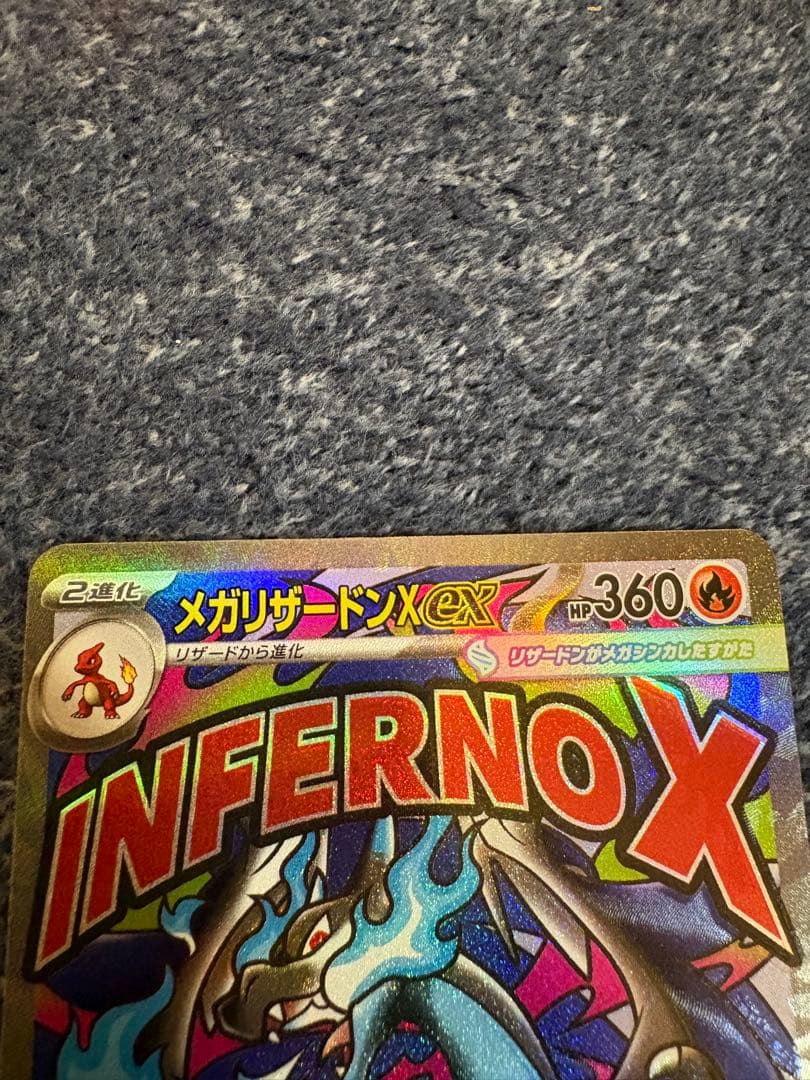 2進化 メガリザードンXex HP360
リザードから進化
リザードンがメガシンカしたすがた
INFERNOX